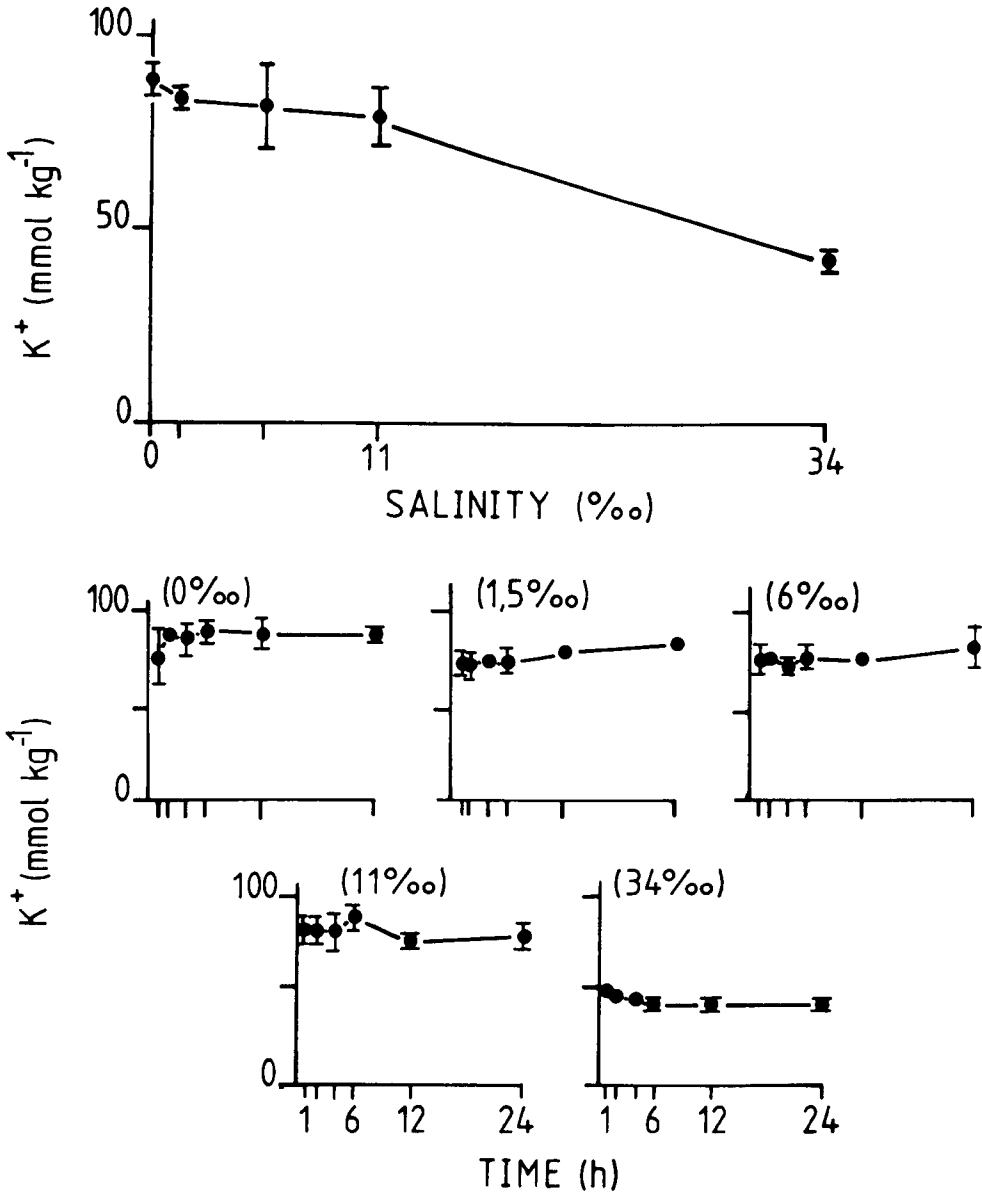 100
50
0
K⁺ (mmol kg⁻¹)
0 11 34
SALINITY (‰)
(0‰) (1,5‰) (6‰)
100
0
K⁺ (mmol kg⁻¹)
(11‰) (34‰)
100
0
1 6 12 24 1 6 12 24
TIME (h)